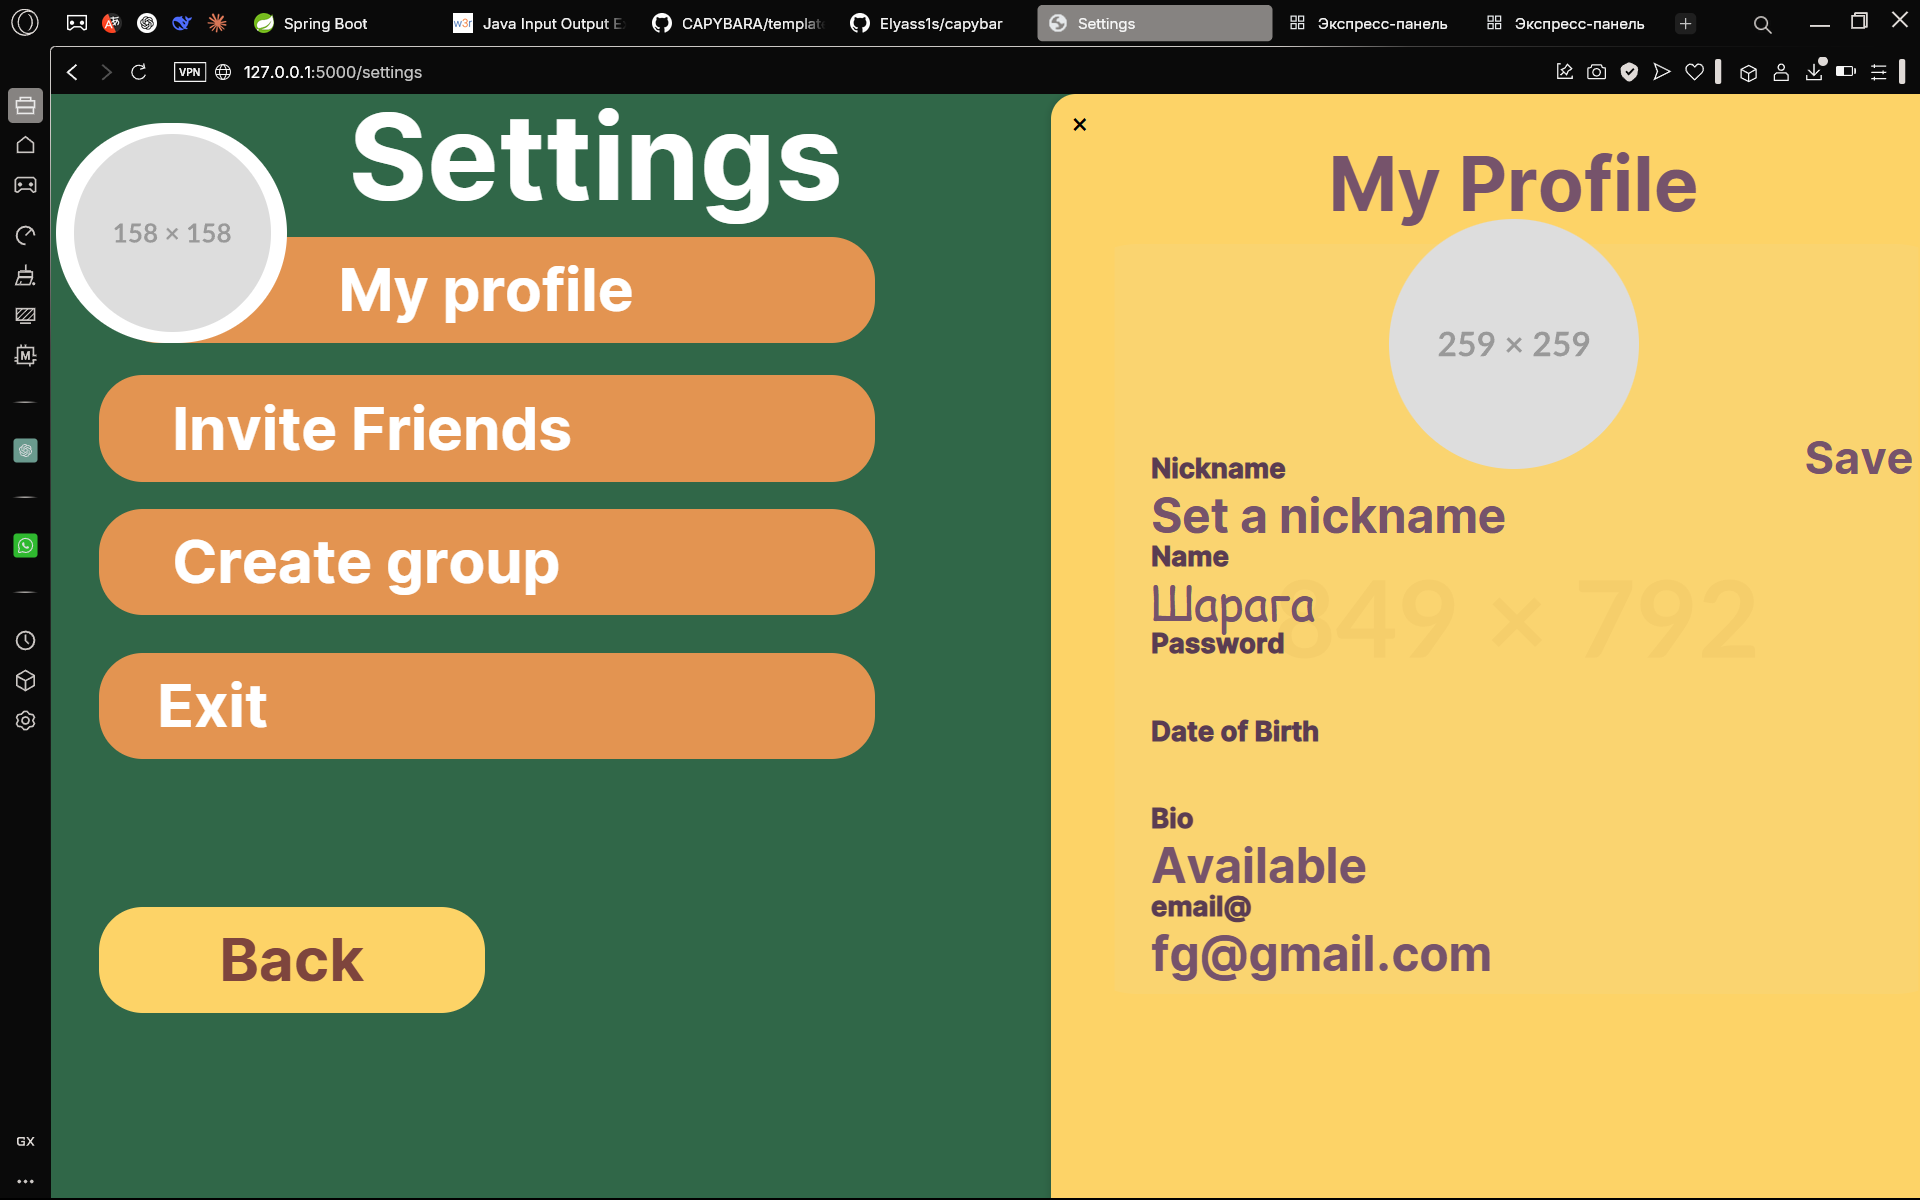 Spring Boot
w3r Java Input Output E
CAPYBARA/templat
Elyass1s/capybar
Settings
Экспресс-панель
Экспресс-панель
VPN 127.0.0.1:5000/settings
Settings
158 × 158
My profile
Invite Friends
Create group
Exit
Back
×
My Profile
259 × 259
Save
Nickname
Set a nickname
Name
Шарага
849 × 792
Password
Date of Birth
Bio
Available
email@
fg@gmail.com
M
GX